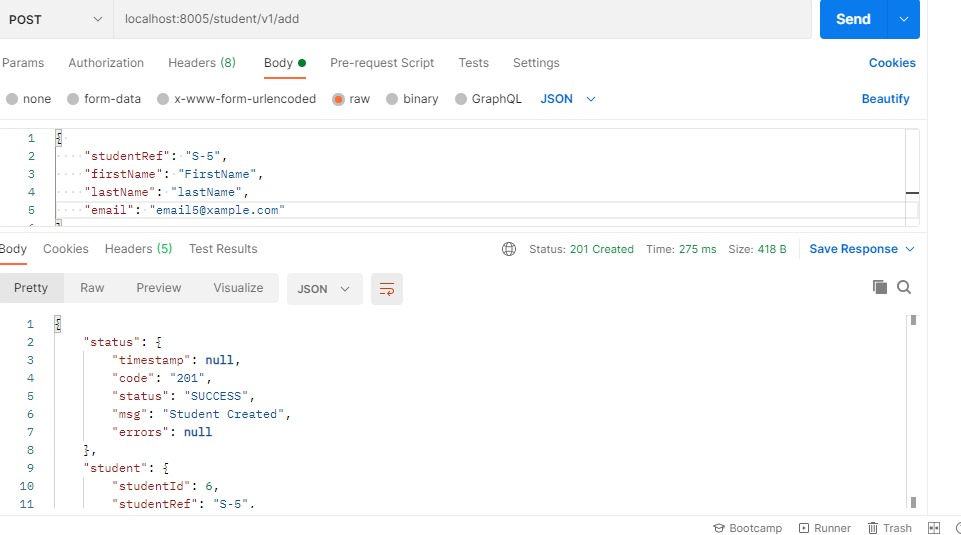 POST localhost:8005/student/v1/add Send
Params Authorization Headers (8) Body Pre-request Script Tests Settings Cookies
none form-data x-www-form-urlencoded raw binary GraphQL JSON Beautify
1 {
2 "studentRef": "S-5",
3 "firstName": "FirstName",
4 "lastName": "lastName",
5 "email": "email5@xample.com"
Body Cookies Headers (5) Test Results Status: 201 Created Time: 275 ms Size: 418 B Save Response
Pretty Raw Preview Visualize JSON
1 {
2 "status": {
3 "timestamp": null,
4 "code": "201",
5 "status": "SUCCESS",
6 "msg": "Student Created",
7 "errors": null
8 },
9 "student": {
10 "studentId": 6,
11 "studentRef": "S-5",
Bootcamp Runner Trash